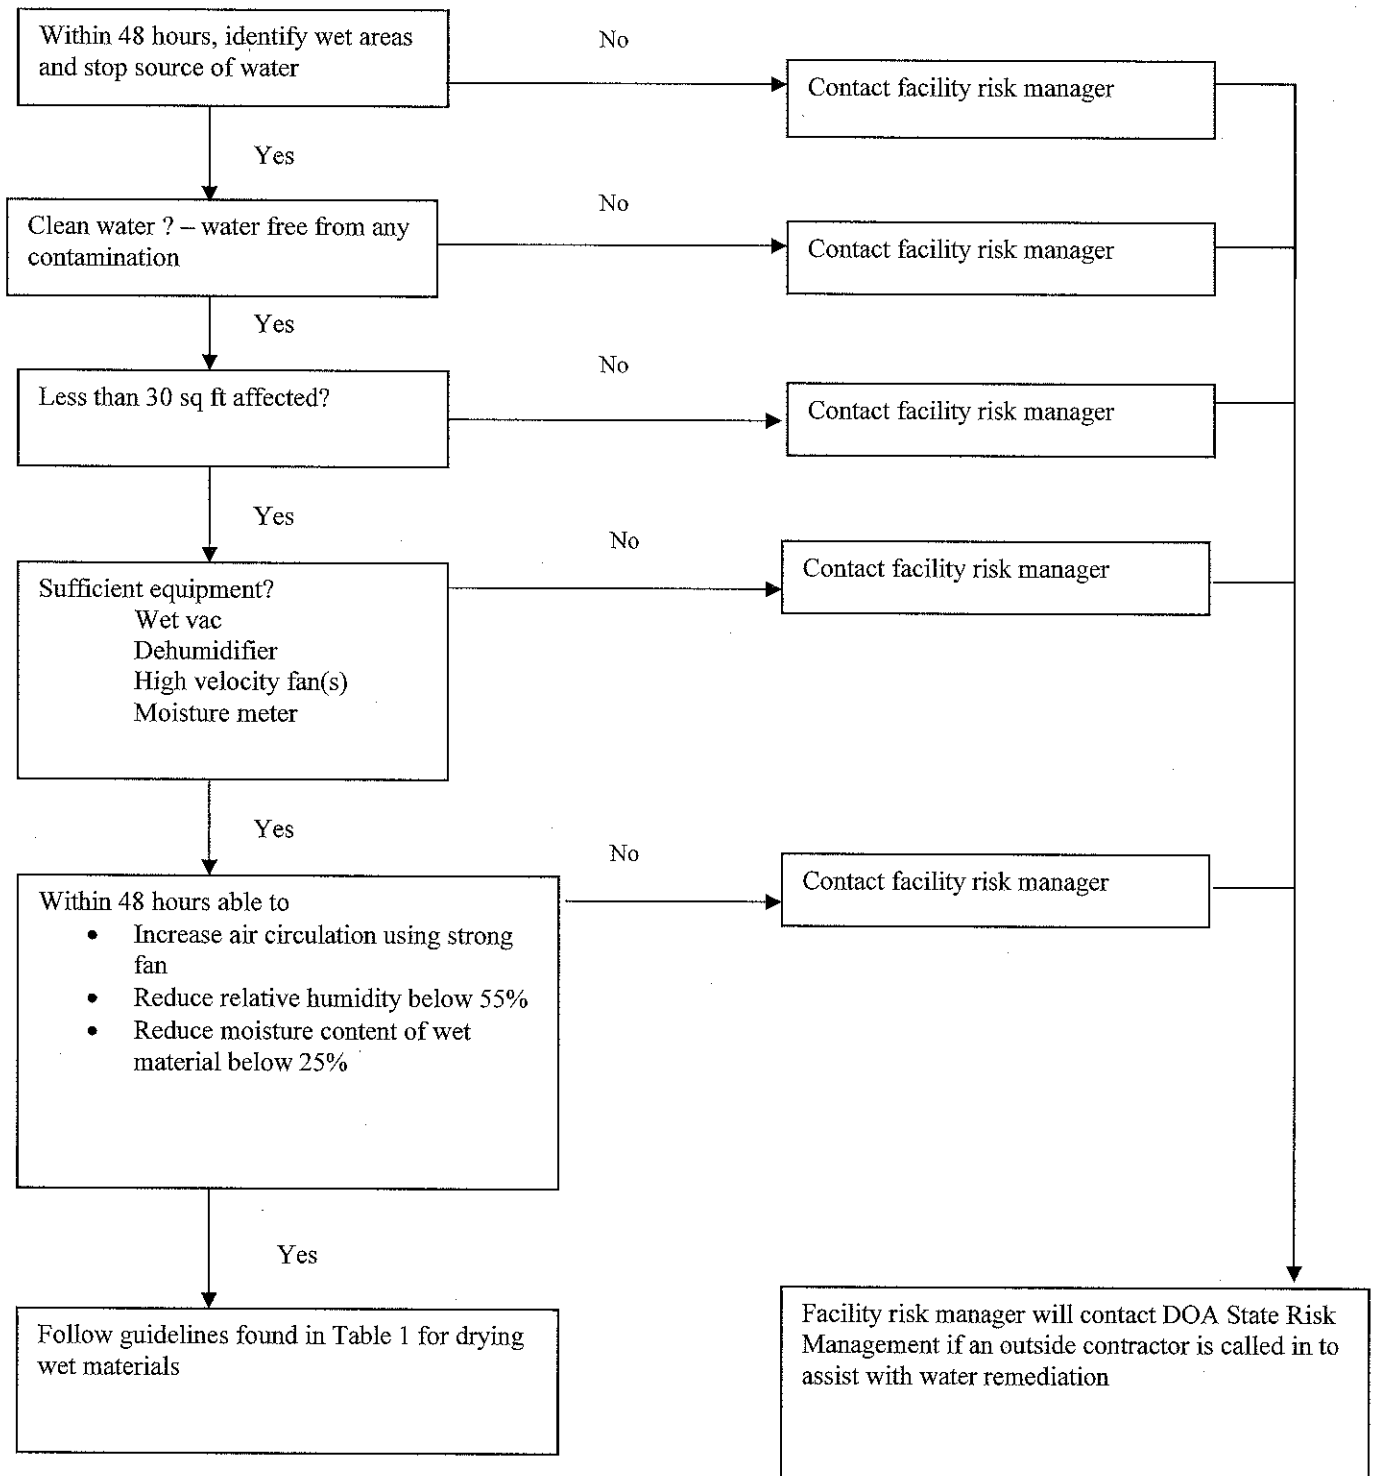 Within 48 hours, identify wet areas
and stop source of water
No
Contact facility risk manager
Yes
Clean water ? – water free from any
contamination
No
Contact facility risk manager
Yes
Less than 30 sq ft affected?
No
Contact facility risk manager
Yes
Sufficient equipment?
Wet vac
Dehumidifier
High velocity fan(s)
Moisture meter
No
Contact facility risk manager
Yes
Within 48 hours able to
• Increase air circulation using strong
fan
• Reduce relative humidity below 55%
• Reduce moisture content of wet
material below 25%
No
Contact facility risk manager
Yes
Follow guidelines found in Table 1 for drying
wet materials
Facility risk manager will contact DOA State Risk
Management if an outside contractor is called in to
assist with water remediation